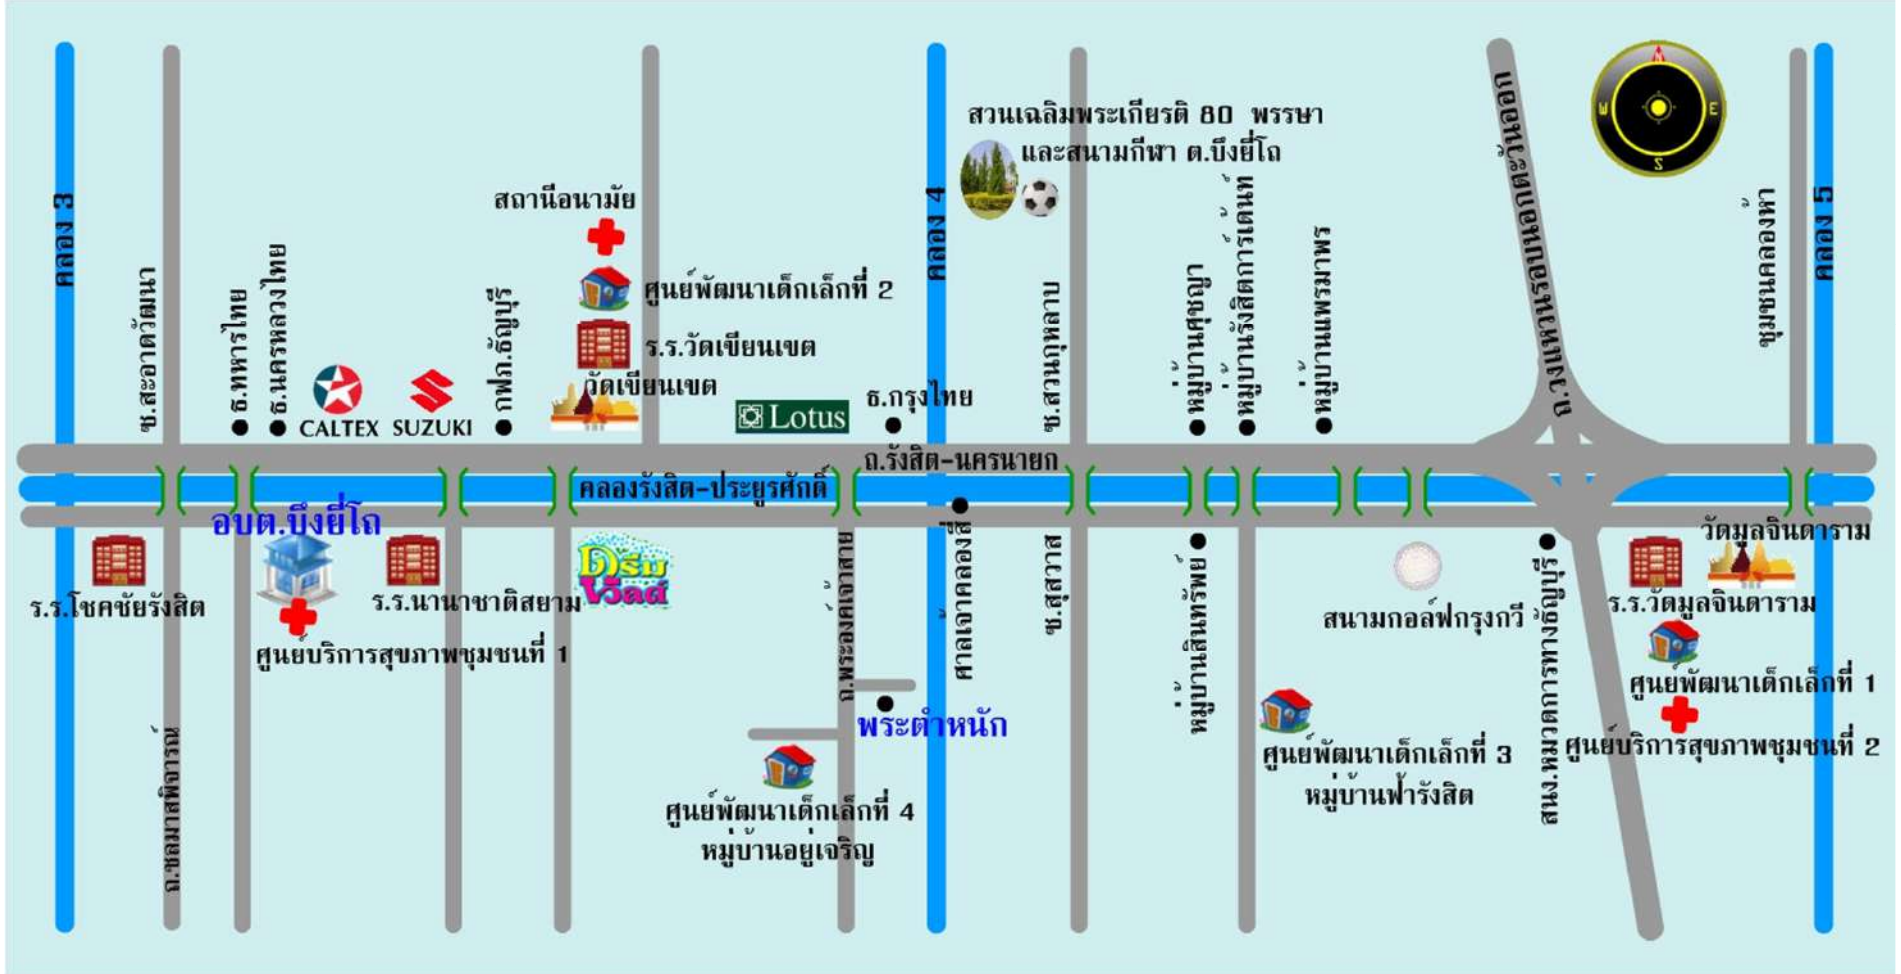 N
W
E
S
สวนเฉลิมพระเกียรติ 80 พรรษา
และสนามกีฬา ต.บึงยี่โถ
คลอง 3
ซ.สะอาดวัฒนา
ธ.ทหารไทย
ธ.นครหลวงไทย
CALTEX
SUZUKI
กฟภ.ธัญบุรี
สถานีอนามัย
ศูนย์พัฒนาเด็กเล็กที่ 2
ร.ร.วัดเขียนเขต
วัดเขียนเขต
Lotus
ธ.กรุงไทย
คลอง 4
ซ.สวนกุหลาบ
หมู่บ้านศุขญา
หมู่บ้านรังสิตการ์เด้นท์
หมู่บ้านเทพธมาพร
ถ.วงแหวนรอบนอกตะวันออก
ชุมชนคลองห้า
คลอง 5
ถ.รังสิต-นครนายก
คลองรังสิต-ประยูรศักดิ์
อบต.บึงยี่โถ
ร.ร.โชคชัยรังสิต
ถ.ชลมาสพิจารณ์
ศูนย์บริการสุขภาพชุมชนที่ 1
ร.ร.นานาชาติสยาม
ดรีม
เวิลด์
ถ.พระองค์เจ้าสาย
ศาลเจ้าคลองสี่
พระตำหนัก
ศูนย์พัฒนาเด็กเล็กที่ 4
หมู่บ้านอยู่เจริญ
ซ.สุสวาส
หมู่บ้านสินทรัพย์
ศูนย์พัฒนาเด็กเล็กที่ 3
หมู่บ้านฟ้ารังสิต
สนามกอล์ฟกรุงกวี
สนง.หมวดการทางธัญบุรี
วัดมูลจินดาราม
ร.ร.วัดมูลจินดาราม
ศูนย์พัฒนาเด็กเล็กที่ 1
ศูนย์บริการสุขภาพชุมชนที่ 2